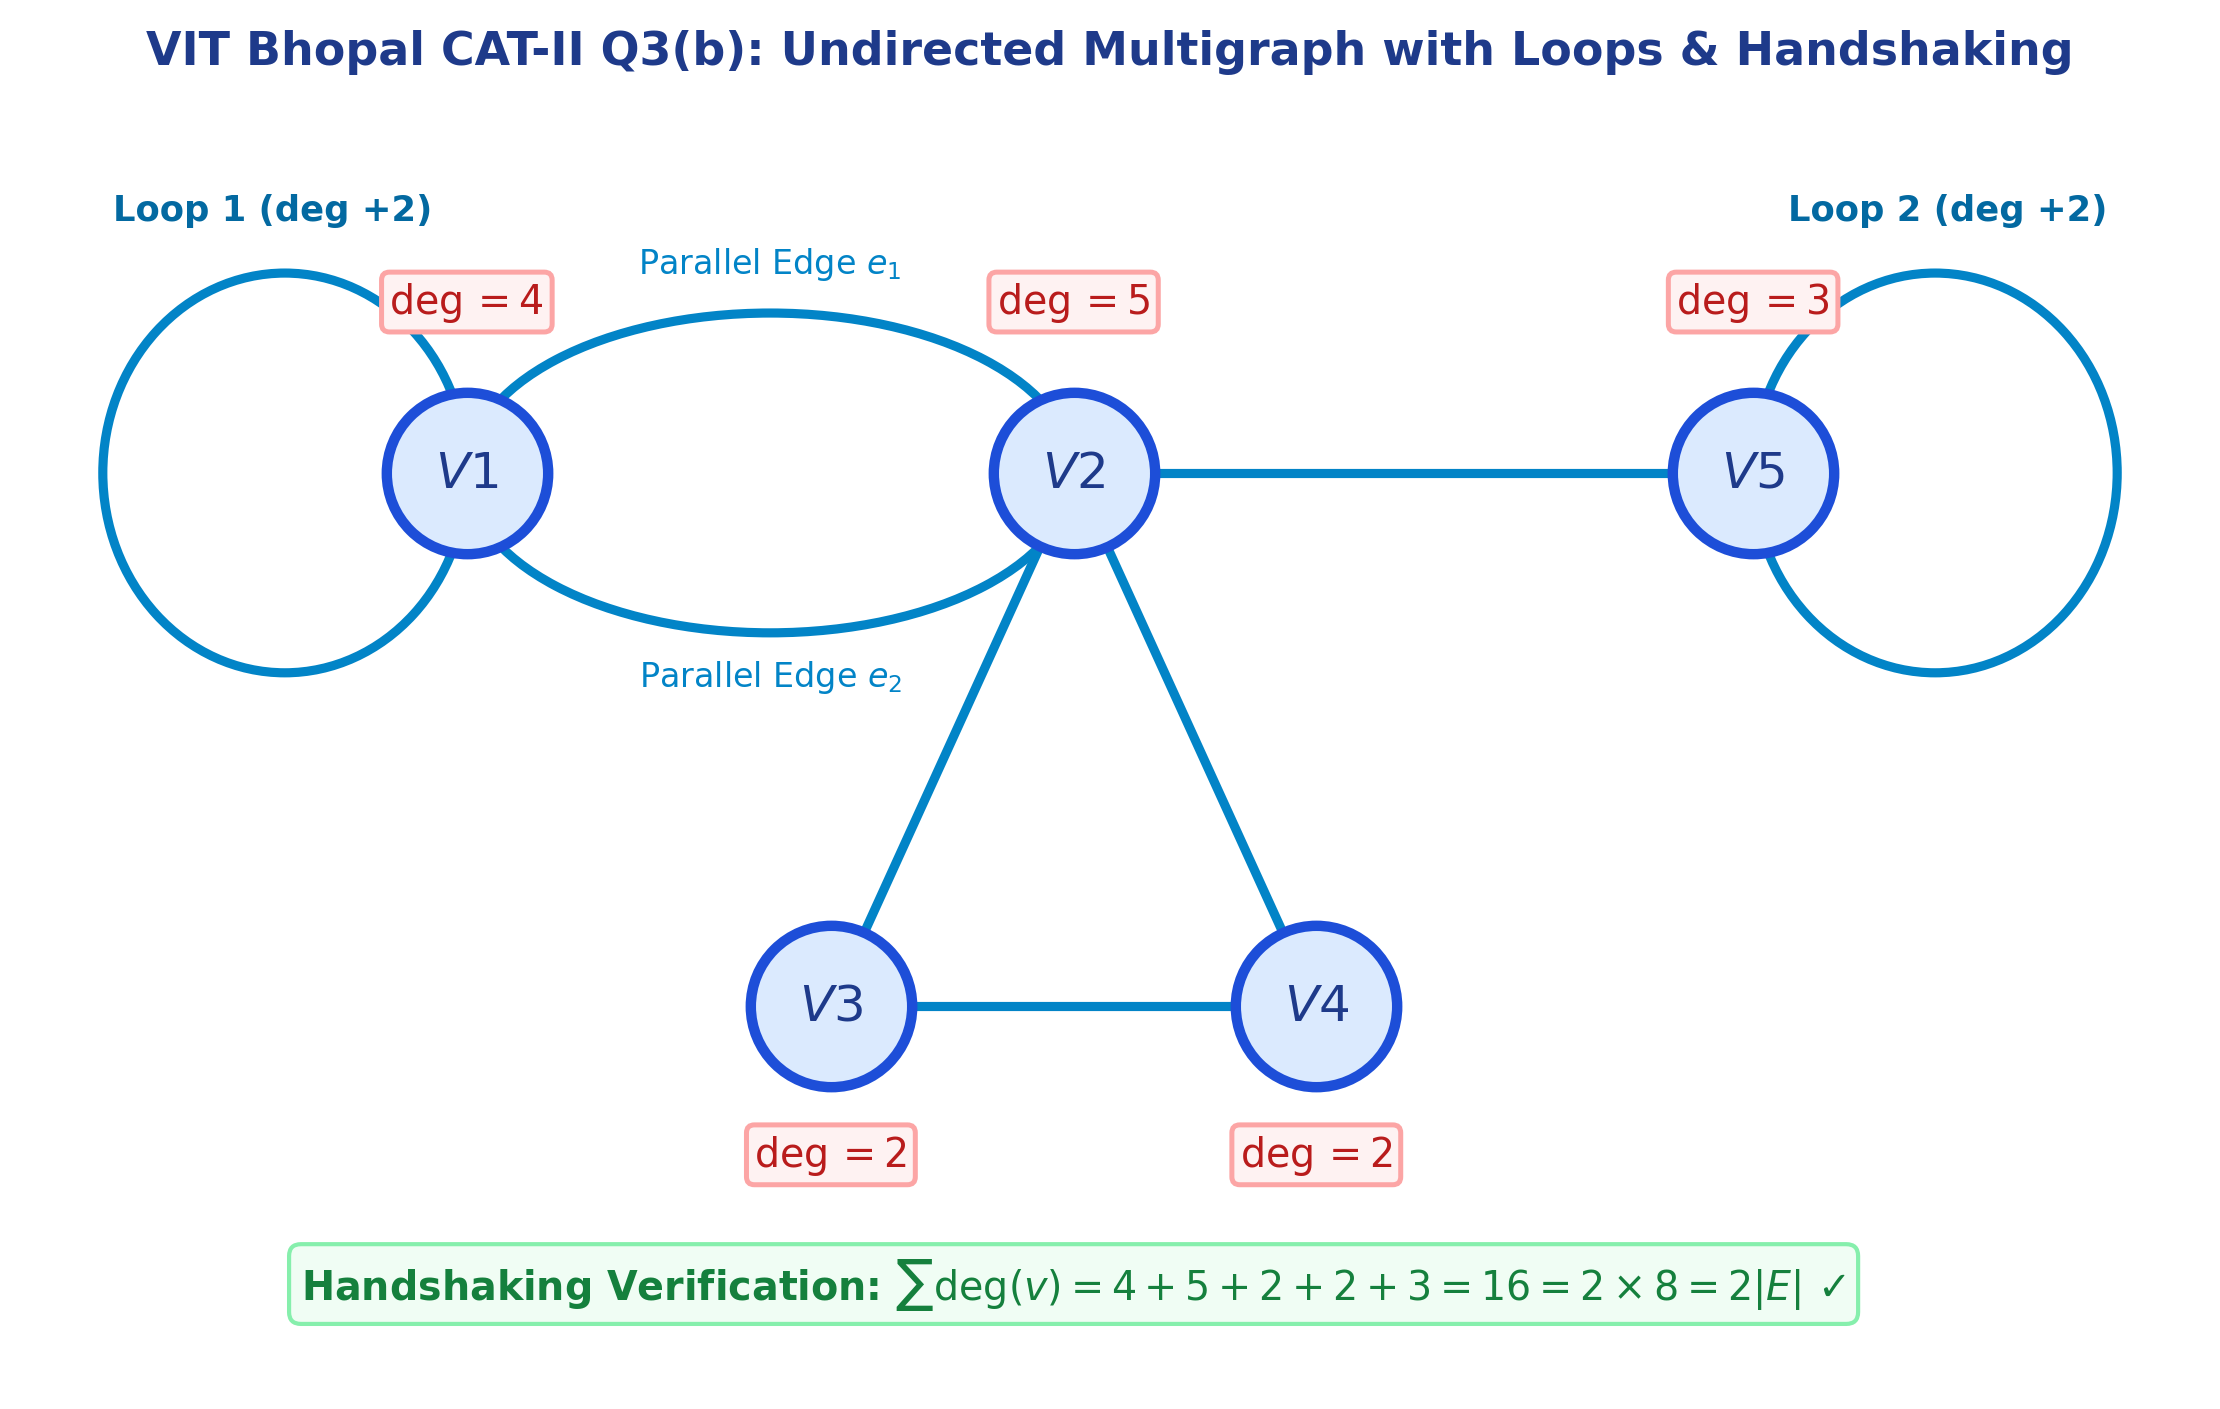 VIT Bhopal CAT-II Q3(b): Undirected Multigraph with Loops & Handshaking
Loop 1 (deg +2)
Loop 2 (deg +2)
Parallel Edge e₁
deg = 4
deg = 5
deg = 3
V1
V2
V5
Parallel Edge e₂
V3
V4
deg = 2
deg = 2
Handshaking Verification: ∑deg(v) = 4 + 5 + 2 + 2 + 3 = 16 = 2 × 8 = 2|E| ✓